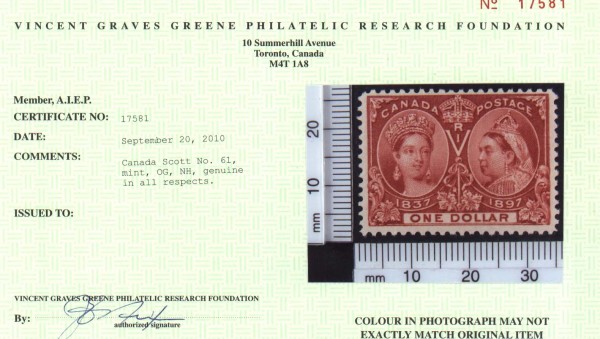 No 17581
VINCENT GRAVES GREENE PHILATELIC RESEARCH FOUNDATION
10 Summerhill Avenue
Toronto, Canada
M4T 1A8
Member, A.I.E.P.
CERTIFICATE NO: 17581
DATE: September 20, 2010
COMMENTS: Canada Scott No. 61,
mint, OG, NH, genuine
in all respects.
ISSUED TO:
CANADA POSTAGE
V R
1837 1897
ONE DOLLAR
20
10
mm
mm 10 20 30
VINCENT GRAVES GREENE PHILATELIC RESEARCH FOUNDATION
By:
authorized signature
COLOUR IN PHOTOGRAPH MAY NOT
EXACTLY MATCH ORIGINAL ITEM